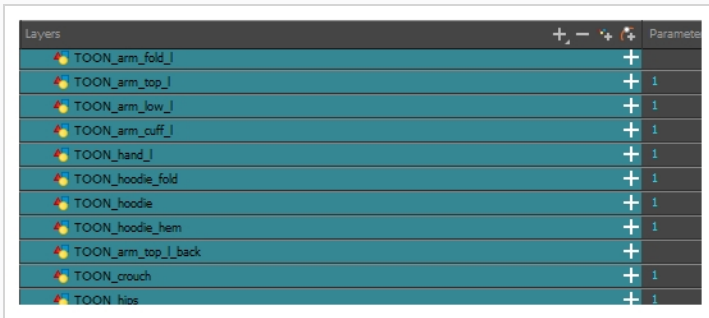 Layers Parameter
TOON_arm_fold_l
TOON_arm_top_l 1
TOON_arm_low_l 1
TOON_arm_cuff_l 1
TOON_hand_l 1
TOON_hoodie_fold 1
TOON_hoodie 1
TOON_hoodie_hem 1
TOON_arm_top_l_back
TOON_crouch 1
TOON_hips 1